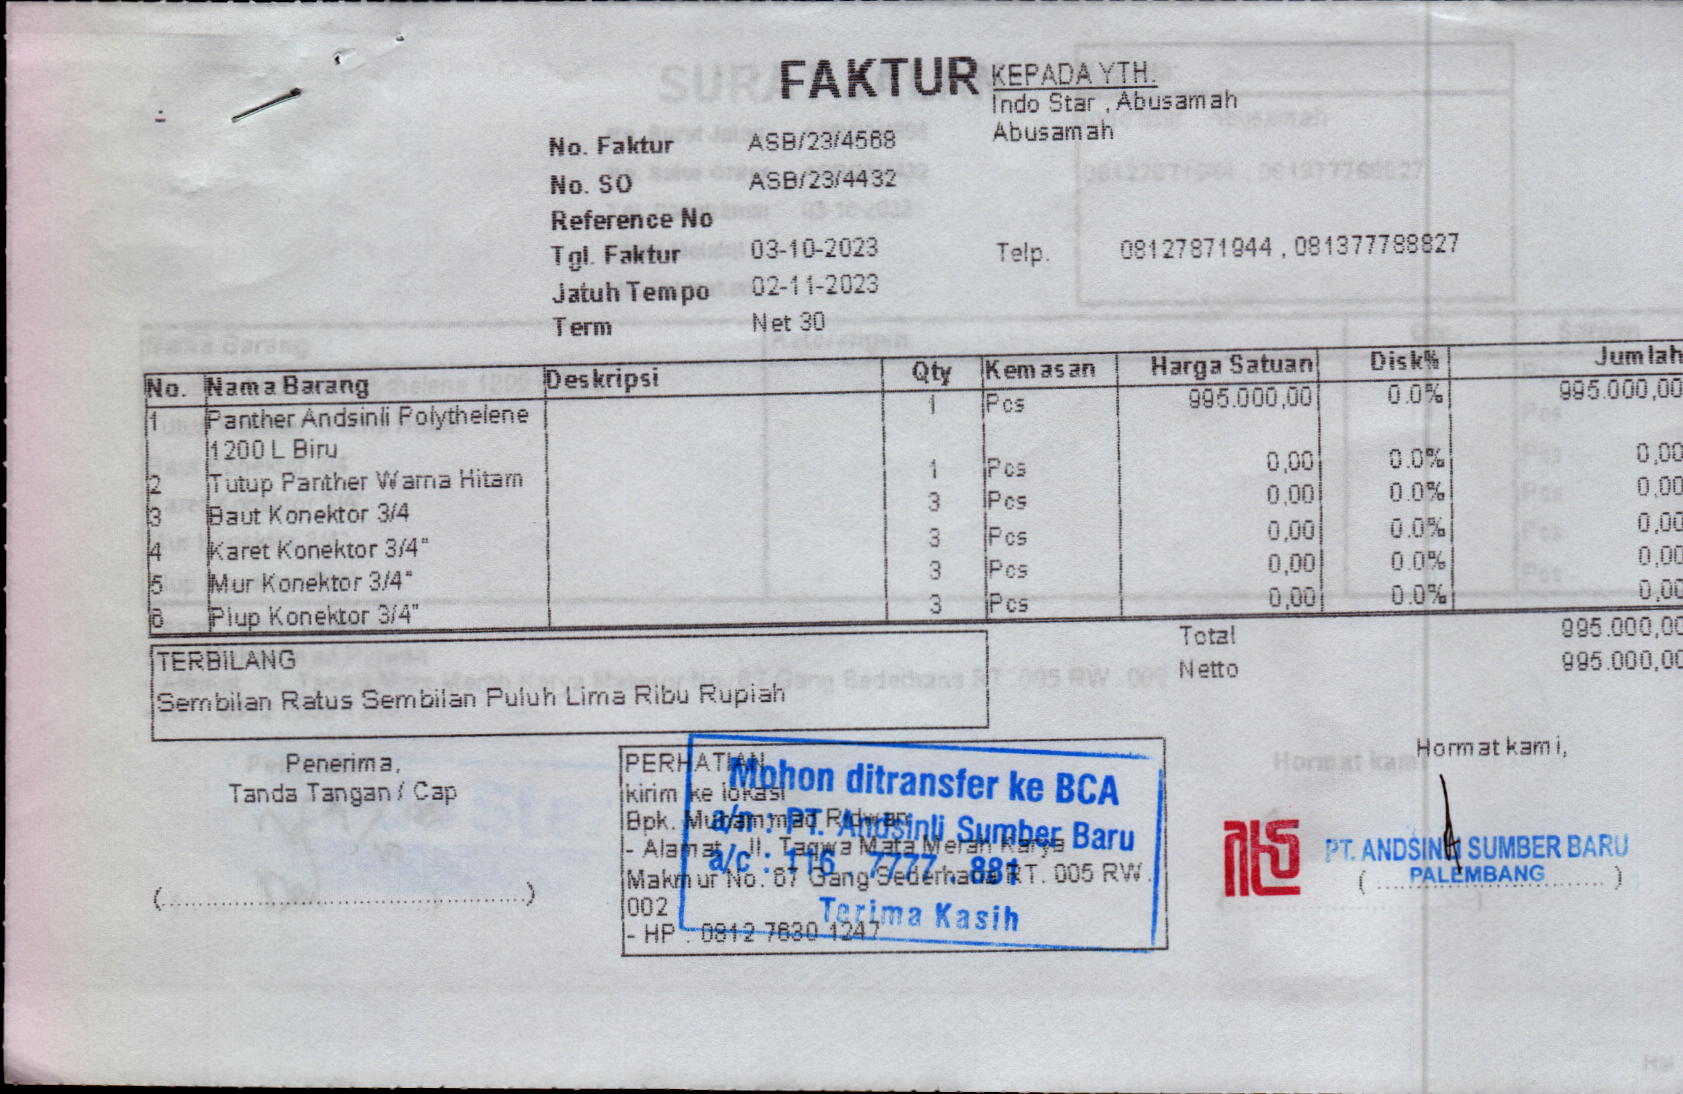 FAKTUR
KEPADA YTH.
Indo Star , Abusamah
Abusamah
No. Faktur ASB/23/4568
No. SO ASB/23/4432
Reference No
Tgl. Faktur 03-10-2023
Telp. 08127871944 , 081377788827
Jatuh Tempo 02-11-2023
Term Net 30
No. Nama Barang Deskripsi Qty Kemasan Harga Satuan Disk% Jumlah
1 Panther Andsinli Polythelene 1 Pcs 995.000,00 0.0% 995.000,00
1200 L Biru
2 Tutup Panther Warna Hitam 1 Pcs 0,00 0.0% 0,00
3 Baut Konektor 3/4 3 Pcs 0,00 0.0% 0,00
4 Karet Konektor 3/4" 3 Pcs 0,00 0.0% 0,00
5 Mur Konektor 3/4" 3 Pcs 0,00 0.0% 0,00
6 Plup Konektor 3/4" 3 Pcs 0,00 0.0% 0,00
Total 995.000,00
Netto 995.000,00
TERBILANG
Sembilan Ratus Sembilan Puluh Lima Ribu Rupiah
Penerima,
Tanda Tangan / Cap
(..............................)
PERHATIAN
kirim ke lokasi
Bpk. Muhammad Ridwan
- Alamat Jl. Taqwa Mata Merah Karya
Makmur No. 67 Gang Sederhana RT. 005 RW.
002
- HP : 0812 7630 1247
Mohon ditransfer ke BCA
a/n : PT. Andsinli Sumber Baru
a/c : 116 . 7777 . 881
Terima Kasih
Hormat kami,
PT. ANDSINLI SUMBER BARU
PALEMBANG